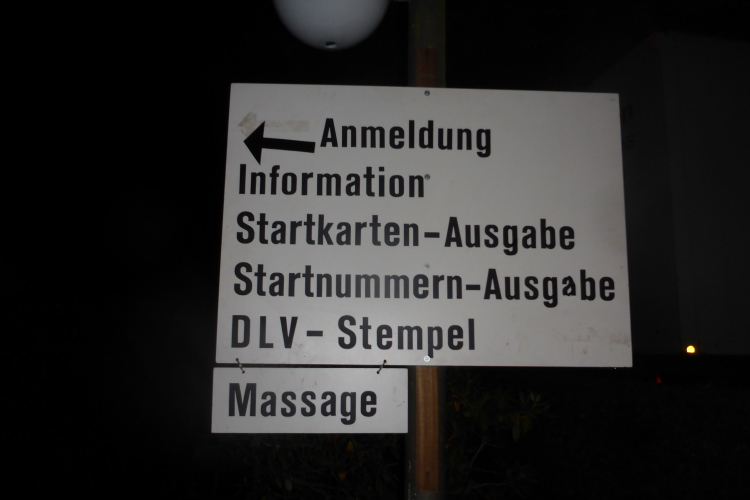 Anmeldung
Information
Startkarten-Ausgabe
Startnummern-Ausgabe
DLV- Stempel
Massage